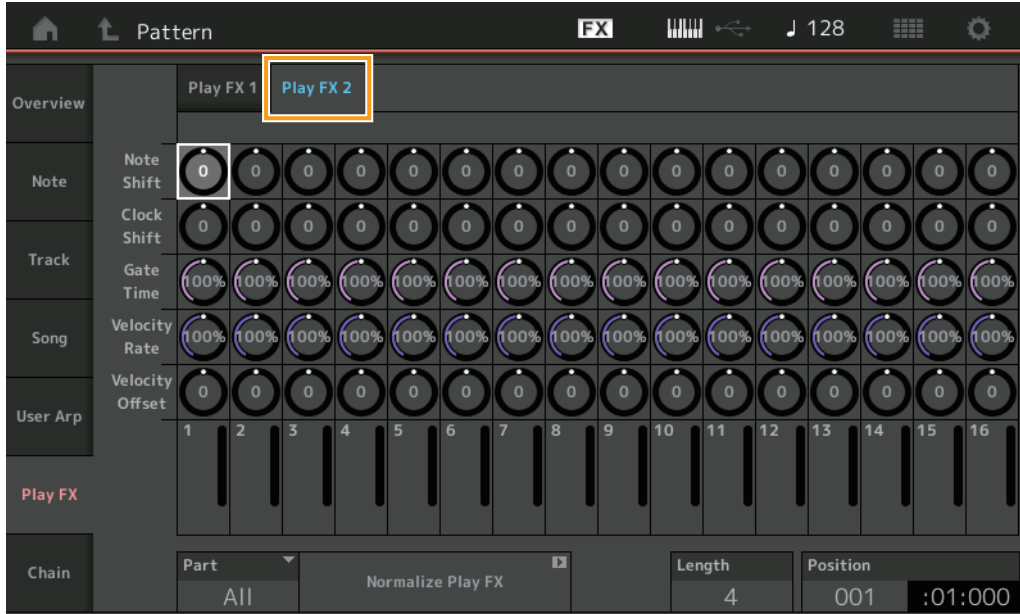 Pattern FX 128
Play FX 1 Play FX 2
Overview
Note
Track
Song
User Arp
Play FX
Chain
Note
Shift
0 0 0 0 0 0 0 0 0 0 0 0 0 0 0 0
Clock
Shift
0 0 0 0 0 0 0 0 0 0 0 0 0 0 0 0
Gate
Time
100% 100% 100% 100% 100% 100% 100% 100% 100% 100% 100% 100% 100% 100% 100% 100%
Velocity
Rate
100% 100% 100% 100% 100% 100% 100% 100% 100% 100% 100% 100% 100% 100% 100% 100%
Velocity
Offset
0 0 0 0 0 0 0 0 0 0 0 0 0 0 0 0
1 2 3 4 5 6 7 8 9 10 11 12 13 14 15 16
Part
All
Normalize Play FX
Length
4
Position
001 :01:000